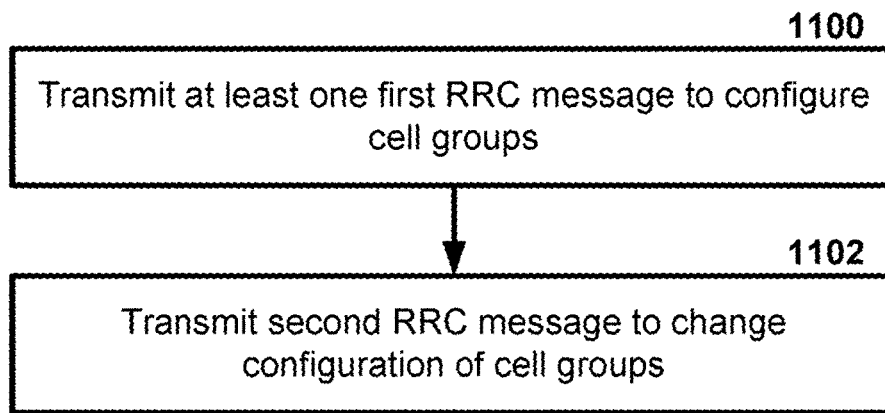 1100
Transmit at least one first RRC message to configure
cell groups
1102
Transmit second RRC message to change
configuration of cell groups